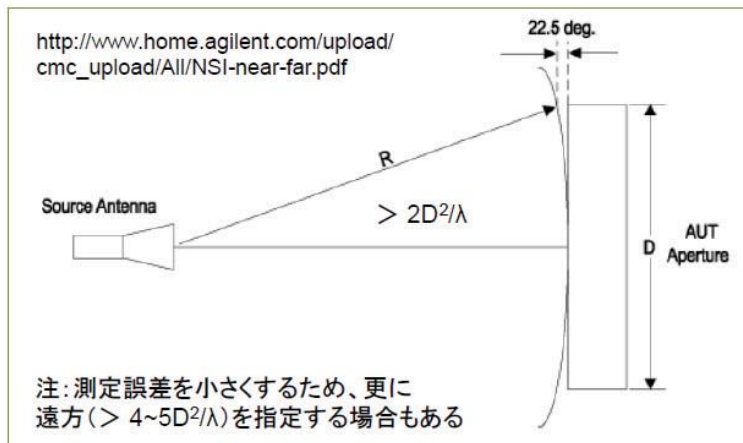 http://www.home.agilent.com/upload/
cmc_upload/All/NSI-near-far.pdf
22.5 deg.
R
Source Antenna
> 2D²/λ
D
AUT
Aperture
注:測定誤差を小さくするため、更に
遠方(> 4~5D²/λ)を指定する場合もある